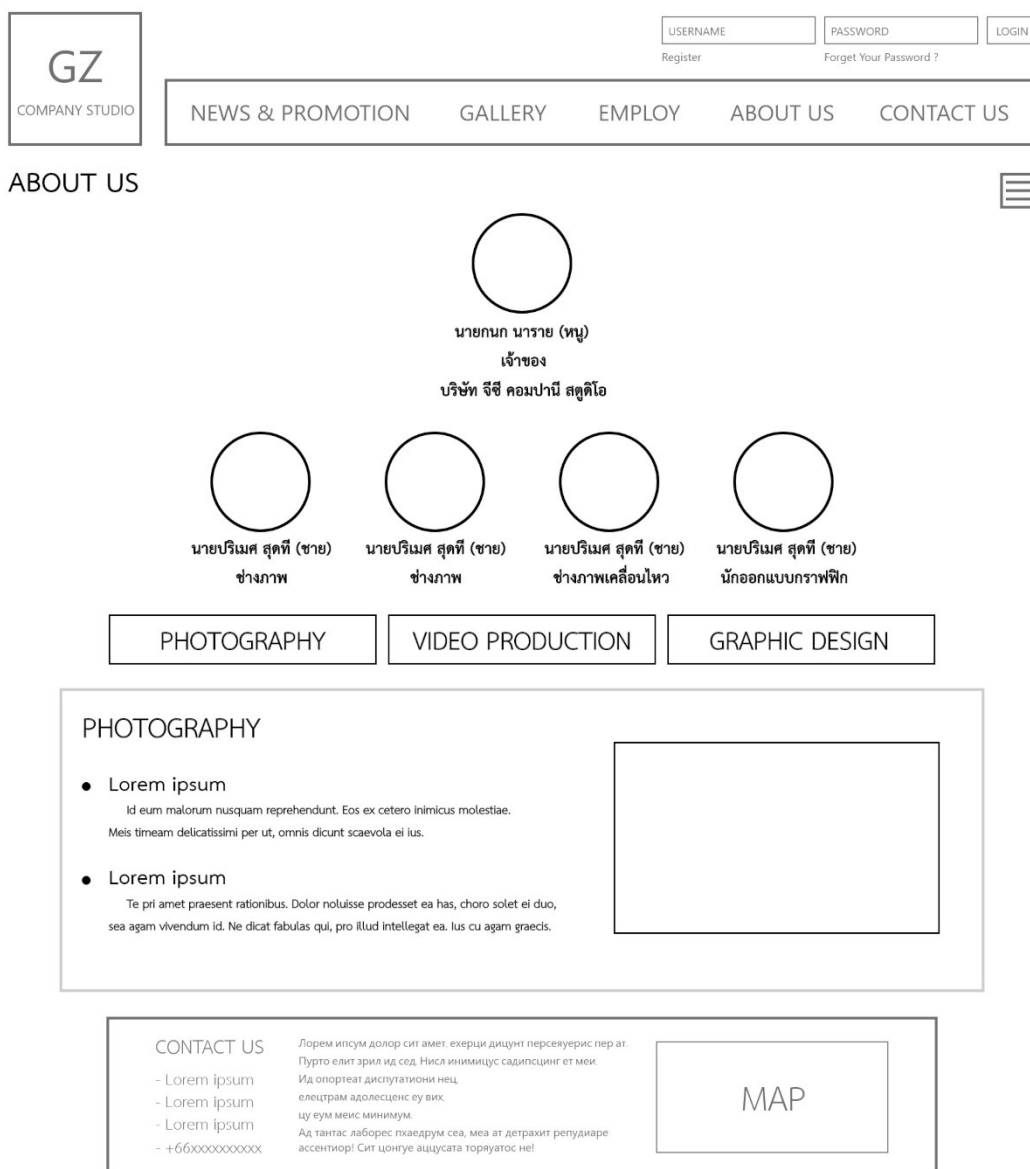 GZ
COMPANY STUDIO
USERNAME
PASSWORD
LOGIN
Register
Forget Your Password ?
NEWS & PROMOTION
GALLERY
EMPLOY
ABOUT US
CONTACT US
ABOUT US
นายกนก นาราย (หนู)
เจ้าของ
บริษัท จีซี คอมปานี สตูดิโอ
นายปริเมศ สุดที (ชาย)
ช่างภาพ
นายปริเมศ สุดที (ชาย)
ช่างภาพ
นายปริเมศ สุดที (ชาย)
ช่างภาพเคลื่อนไหว
นายปริเมศ สุดที (ชาย)
นักออกแบบกราฟฟิก
PHOTOGRAPHY
VIDEO PRODUCTION
GRAPHIC DESIGN
PHOTOGRAPHY
Lorem ipsum
Id eum malorum nusquam reprehendunt. Eos ex cetero inimicus molestiae.
Meis timeam delicatissimi per ut, omnis dicunt scaevola ei ius.
Lorem ipsum
Te pri amet praesent rationibus. Dolor noluisse prodesset ea has, choro solet ei duo,
sea agam vivendum id. Ne dicat fabulas qui, pro illud intellegat ea. Ius cu agam graecis.
CONTACT US
- Lorem ipsum
- Lorem ipsum
- Lorem ipsum
- +66xxxxxxxxxx
Лорем ипсум долор сит амет, ехерци дицунт персеяуерис пер ат.
Пурто елит зрил ид сед. Нисл инимицус садипсцинг ет меи.
Ид опортеат диспутатиони нец,
елецтрам адолесценс еу вих,
цу еум меис минимум.
Ад тантас лаборес пхаедрум сеа, меа ат детрахит репудиаре
ассентиор! Сит цонгуе аццусата торяуатос не!
MAP